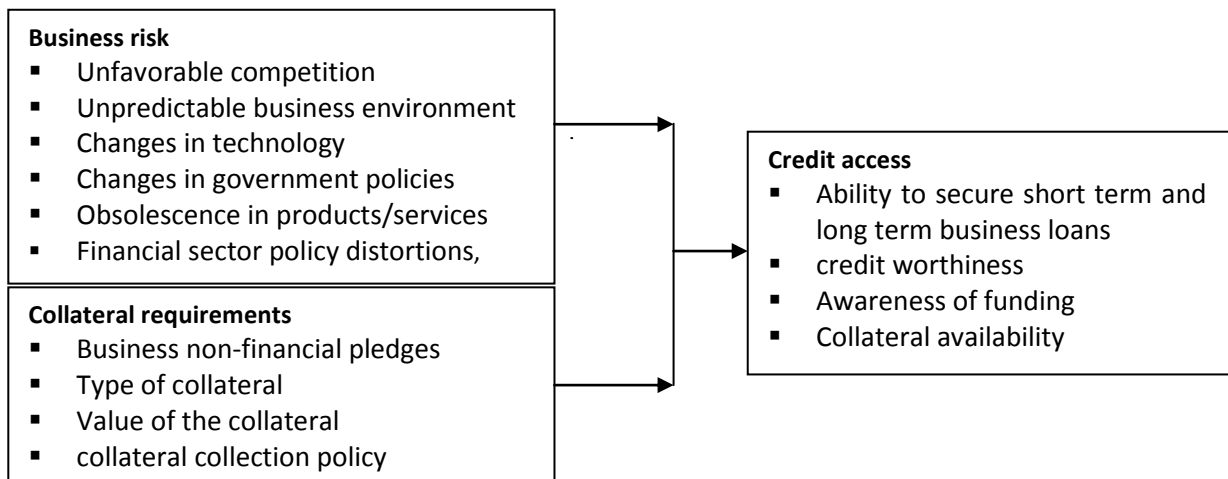 Business risk
▪ Unfavorable competition
▪ Unpredictable business environment
▪ Changes in technology
▪ Changes in government policies
▪ Obsolescence in products/services
▪ Financial sector policy distortions,
Collateral requirements
▪ Business non-financial pledges
▪ Type of collateral
▪ Value of the collateral
▪ collateral collection policy
Credit access
▪ Ability to secure short term and
long term business loans
▪ credit worthiness
▪ Awareness of funding
▪ Collateral availability